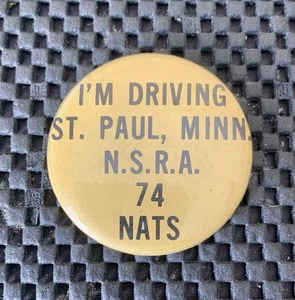 I'M DRIVING
ST. PAUL, MINN.
N.S.R.A.
74
NATS